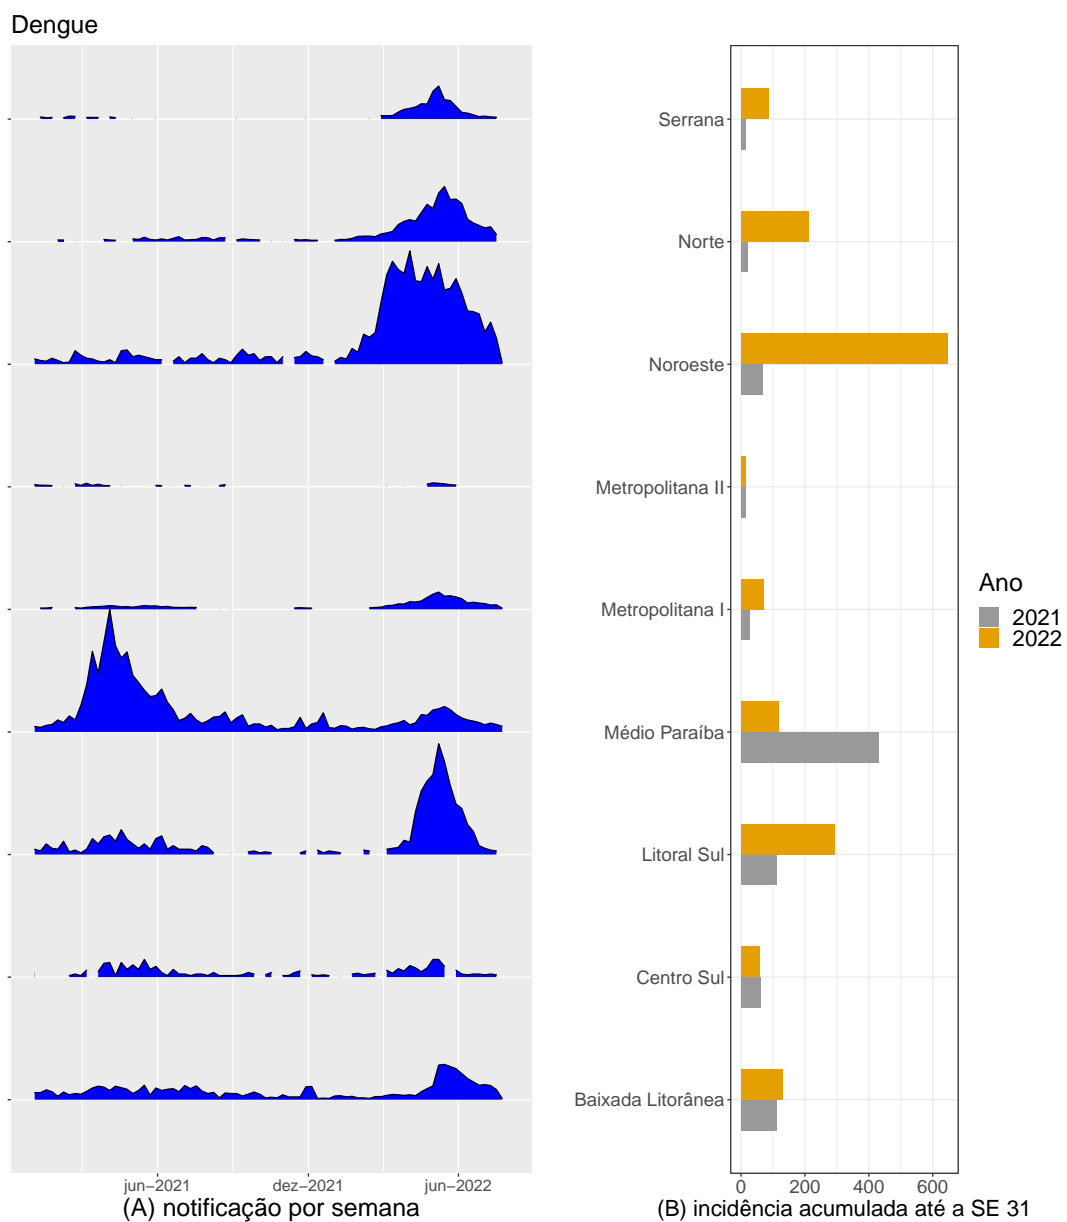 Dengue
Serrana
Norte
Noroeste
Metropolitana II
Metropolitana I
Médio Paraíba
Litoral Sul
Centro Sul
Baixada Litorânea
jun–2021 dez–2021 jun–2022
(A) notificação por semana
0 200 400 600
(B) incidência acumulada até a SE 31
Ano
2021
2022